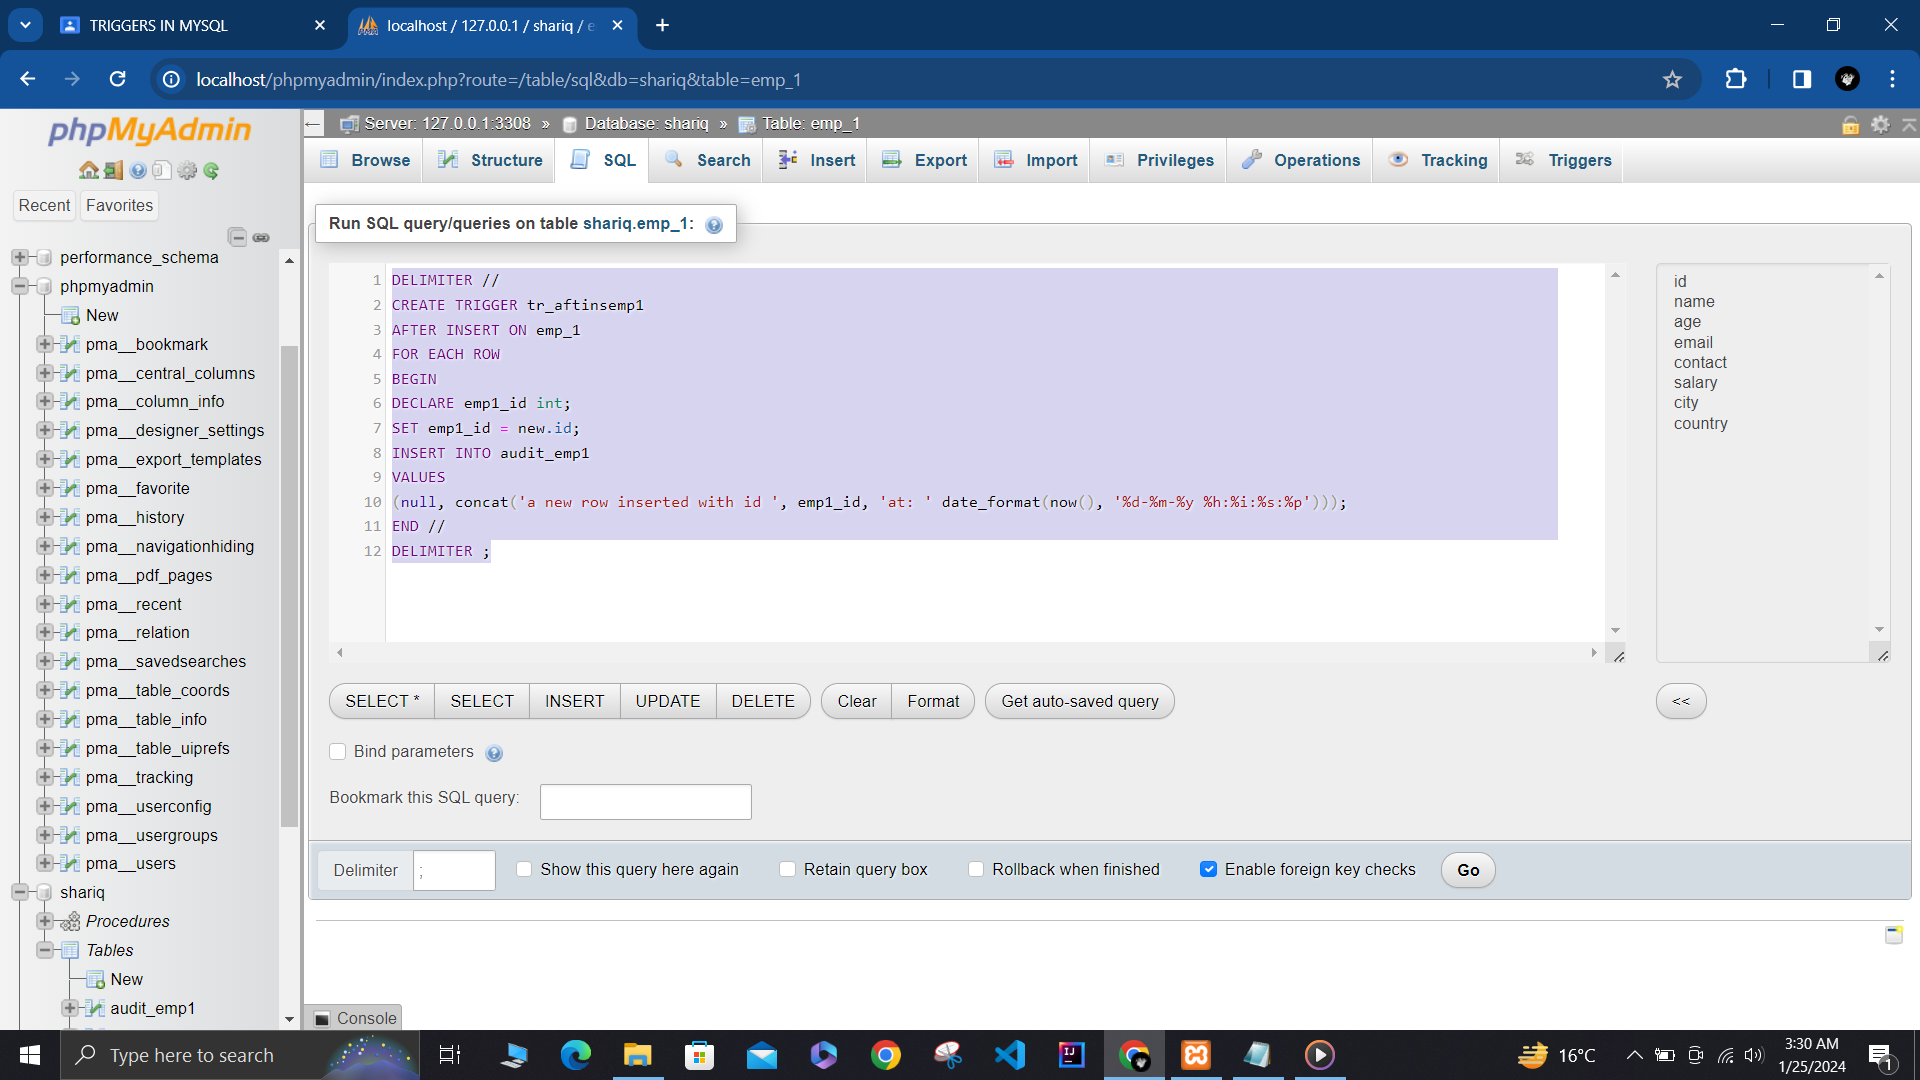 TRIGGERS IN MYSQL
localhost / 127.0.0.1 / shariq / e
localhost/phpmyadmin/index.php?route=/table/sql&db=shariq&table=emp_1
phpMyAdmin
Server: 127.0.0.1:3308 » Database: shariq » Table: emp_1
Browse Structure SQL Search Insert Export Import Privileges Operations Tracking Triggers
Recent Favorites
performance_schema
phpmyadmin
New
pma__bookmark
pma__central_columns
pma__column_info
pma__designer_settings
pma__export_templates
pma__favorite
pma__history
pma__navigationhiding
pma__pdf_pages
pma__recent
pma__relation
pma__savedsearches
pma__table_coords
pma__table_info
pma__table_uiprefs
pma__tracking
pma__userconfig
pma__usergroups
pma__users
shariq
Procedures
Tables
New
audit_emp1
Run SQL query/queries on table shariq.emp_1:
1 DELIMITER //
2 CREATE TRIGGER tr_aftinsemp1
3 AFTER INSERT ON emp_1
4 FOR EACH ROW
5 BEGIN
6 DECLARE emp1_id int;
7 SET emp1_id = new.id;
8 INSERT INTO audit_emp1
9 VALUES
10 (null, concat('a new row inserted with id ', emp1_id, 'at: ' date_format(now(), '%d-%m-%y %h:%i:%s:%p')));
11 END //
12 DELIMITER ;
id
name
age
email
contact
salary
city
country
SELECT * SELECT INSERT UPDATE DELETE Clear Format Get auto-saved query <<
Bind parameters
Bookmark this SQL query:
Delimiter ; Show this query here again Retain query box Rollback when finished Enable foreign key checks Go
Console
Type here to search
16°C
3:30 AM
1/25/2024
1